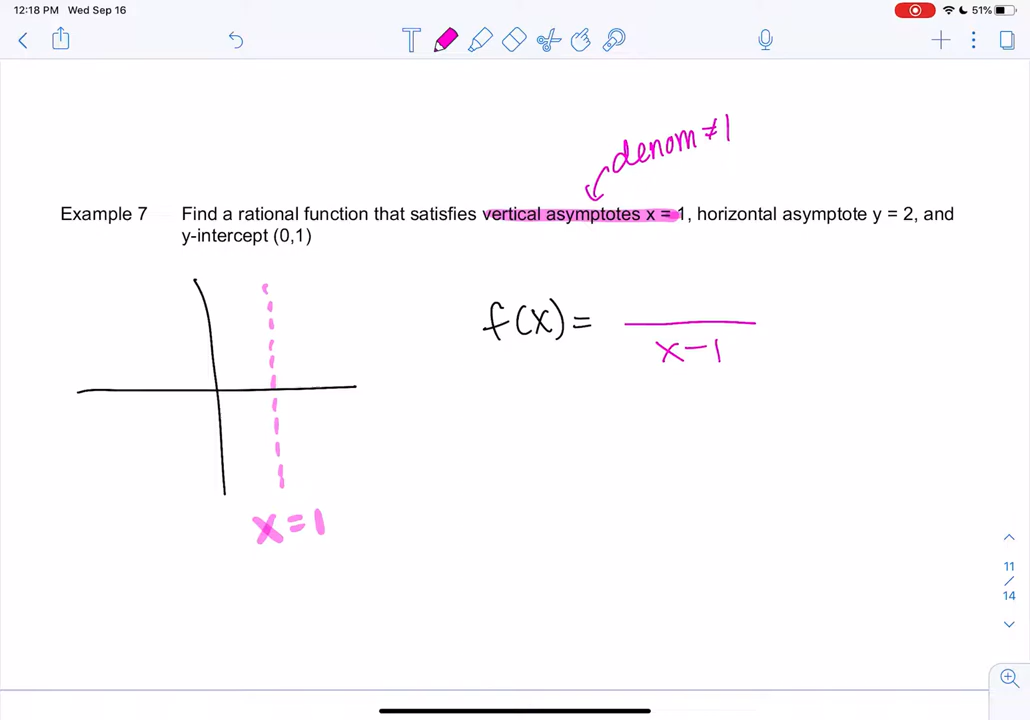 12:18 PM Wed Sep 16
51%
T
denom ≠ 1
Example 7 Find a rational function that satisfies vertical asymptotes x = 1, horizontal asymptote y = 2, and
y-intercept (0,1)
f(x) =
x - 1
x = 1
11
/
14